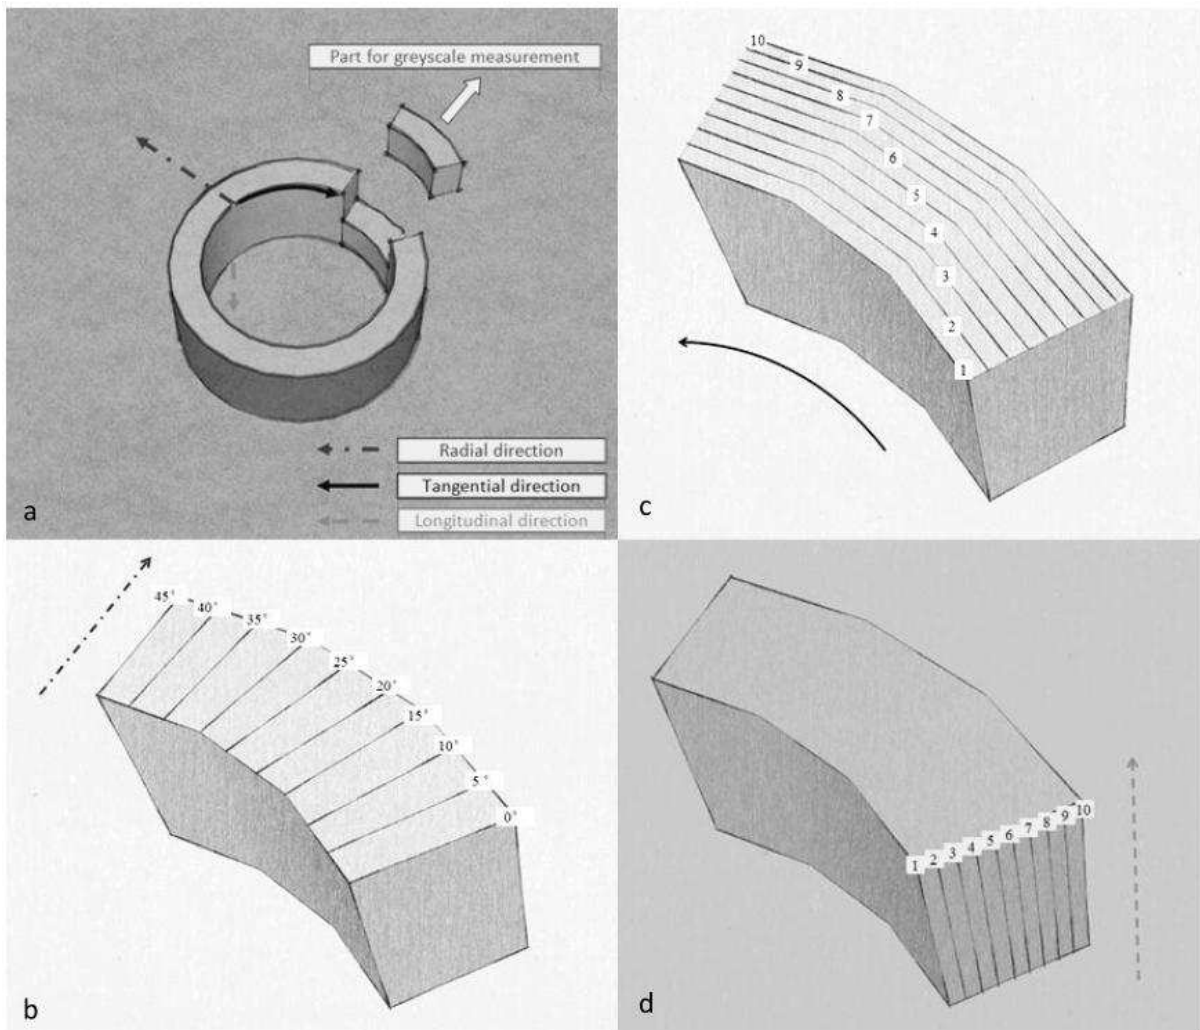 Part for greyscale measurement
Radial direction
Tangential direction
Longitudinal direction
a
10
9
8
7
6
5
4
3
2
1
c
45°
40°
35°
30°
25°
20°
15°
10°
5°
0°
b
1 2 3 4 5 6 7 8 9 10
d